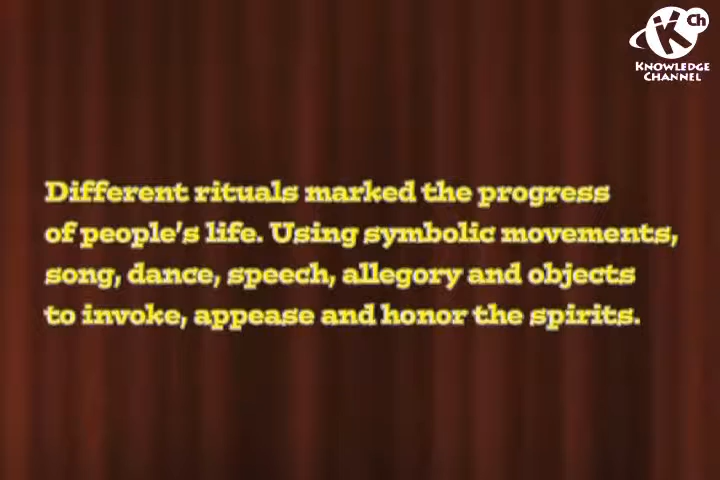 Ch
K
KNOWLEDGE
CHANNEL
Different rituals marked the progress
of people's life. Using symbolic movements,
song, dance, speech, allegory and objects
to invoke, appease and honor the spirits.